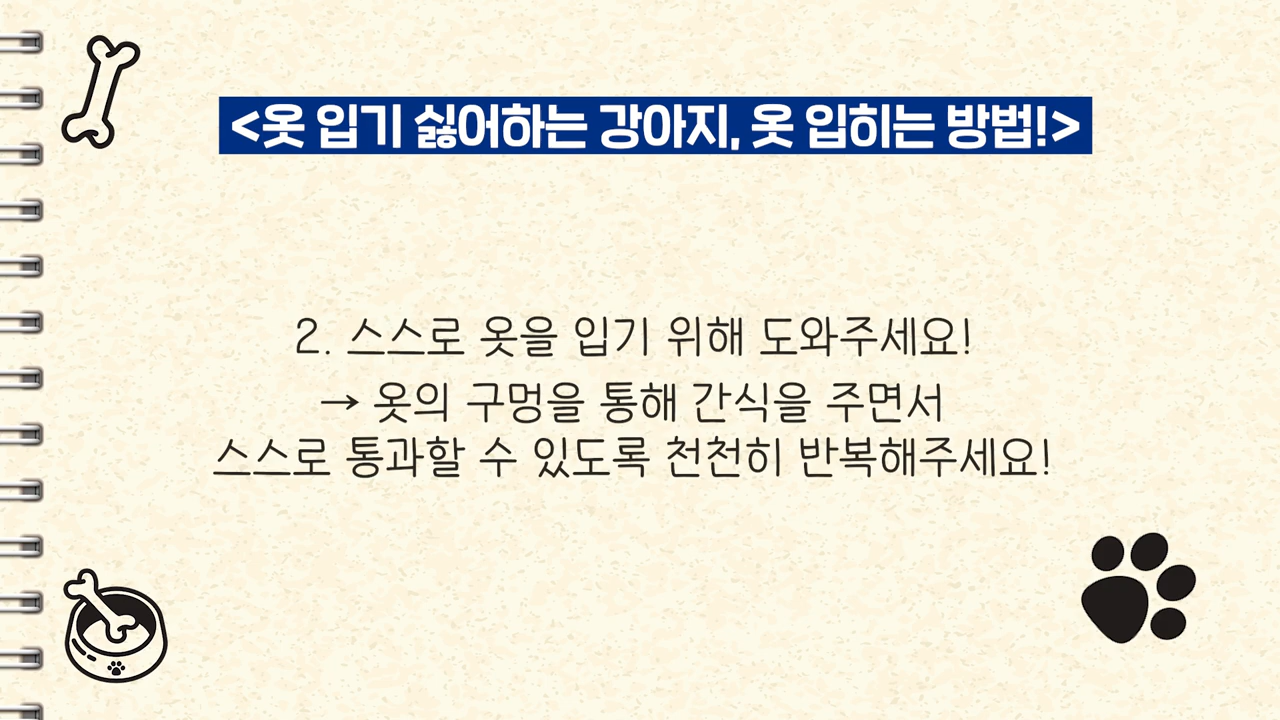 <옷 입기 싫어하는 강아지, 옷 입히는 방법!>
2. 스스로 옷을 입기 위해 도와주세요!
→ 옷의 구멍을 통해 간식을 주면서
스스로 통과할 수 있도록 천천히 반복해주세요!